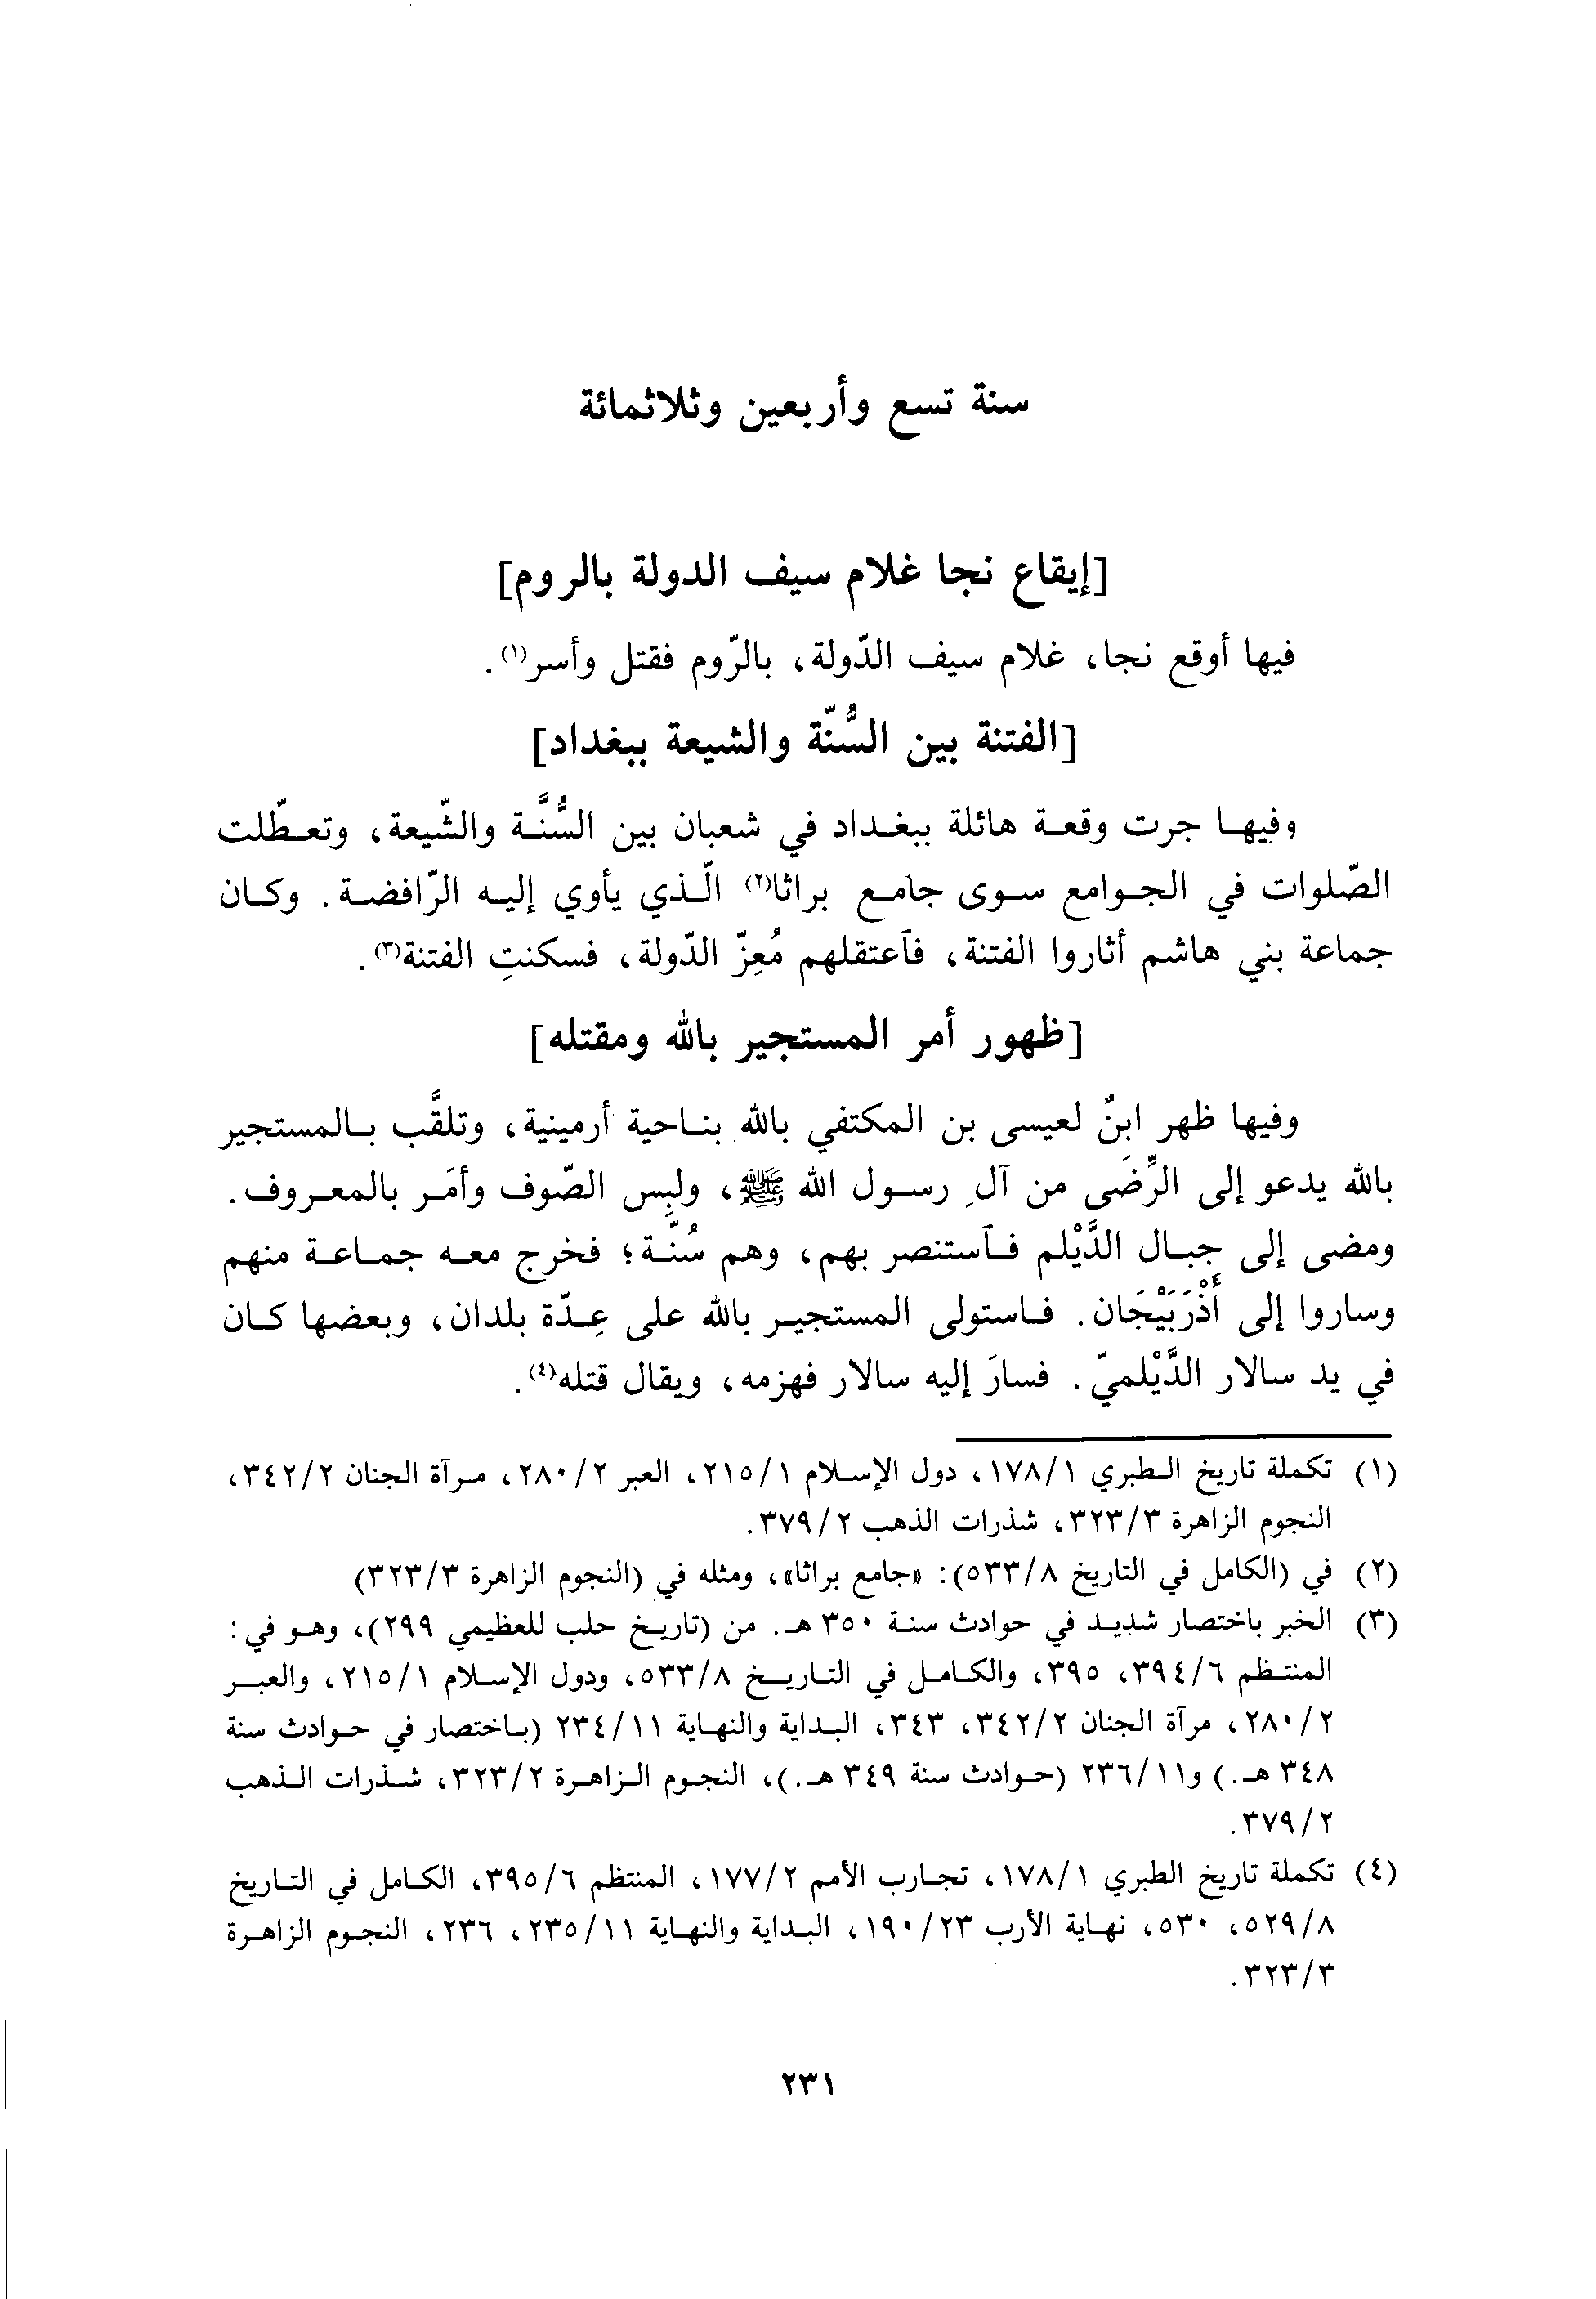 سنة تسع وأربعين وثلاثمائة
[إيقاع نجا غلام سيف الدولة بالروم]
فيها أوقع نجا، غلام سيف الدّولة، بالرّوم فقتل وأسر(١).
[الفتنة بين السُّنّة والشيعة ببغداد]
وفيها جرت وقعة هائلة ببغداد في شعبان بين السُّنَّة والشّيعة، وتعطّلت
الصّلوات في الجوامع سوى جامع براثا(٢) الّذي يأوي إليه الرّافضة. وكان
جماعة بني هاشم أثاروا الفتنة، فآعتقلهم مُعِزّ الدّولة، فسكنتِ الفتنة(٣).
[ظهور أمر المستجير بالله ومقتله]
وفيها ظهر ابنٌ لعيسى بن المكتفي بالله بناحية أرمينية، وتلقَّب بالمستجير
بالله يدعو إلى الرِّضَى من آل رسول الله ﷺ، ولبِس الصّوف وأمَر بالمعروف.
ومضى إلى جبال الدَّيْلم فآستنصر بهم، وهم سُنّة؛ فخرج معه جماعة منهم
وساروا إلى أَذْرَبَيْجَان. فاستولى المستجير بالله على عِدّة بلدان، وبعضها كان
في يد سالار الدَّيْلميّ. فسارَ إليه سالار فهزمه، ويقال قتله(٤).
(١) تكملة تاريخ الطبري ١/١٧٨، دول الإسلام ١/٢١٥، العبر ٢/٢٨٠، مرآة الجنان ٢/٣٤٢،
النجوم الزاهرة ٣/٣٢٣، شذرات الذهب ٢/٣٧٩.
(٢) في (الكامل في التاريخ ٨/٥٣٣): «جامع براثا»، ومثله في (النجوم الزاهرة ٣/٣٢٣)
(٣) الخبر باختصار شديد في حوادث سنة ٣٥٠ هـ. من (تاريخ حلب للعظيمي ٢٩٩)، وهو في:
المنتظم ٦/٣٩٤، ٣٩٥، والكامل في التاريخ ٨/٥٣٣، ودول الإسلام ١/٢١٥، والعبر
٢/٢٨٠، مرآة الجنان ٢/٣٤٢، ٣٤٣، البداية والنهاية ١١/٢٣٤ (باختصار في حوادث سنة
٣٤٨ هـ.) و١١/٢٣٦ (حوادث سنة ٣٤٩ هـ.)، النجوم الزاهرة ٢/٣٢٣، شذرات الذهب
٢/٣٧٩.
(٤) تكملة تاريخ الطبري ١/١٧٨، تجارب الأمم ٢/١٧٧، المنتظم ٦/٣٩٥، الكامل في التاريخ
٨/٥٢٩، ٥٣٠، نهاية الأرب ٢٣/١٩٠، البداية والنهاية ١١/٢٣٥، ٢٣٦، النجوم الزاهرة
٣/٣٢٣.
٢٣١